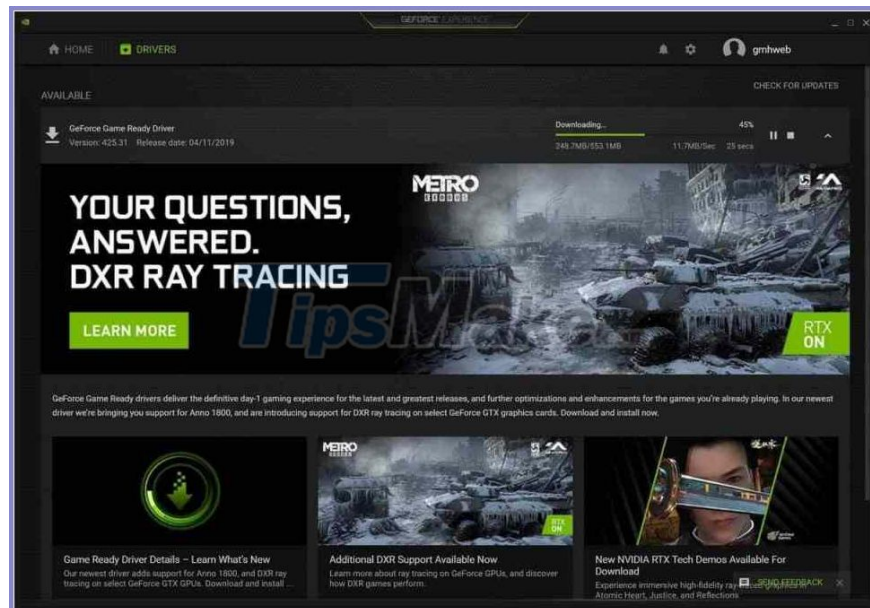 GEFORCE EXPERIENCE
HOME DRIVERS gmhweb
CHECK FOR UPDATES
AVAILABLE
GeForce Game Ready Driver
Version: 425.31 Release date: 04/11/2019
Downloading... 45%
248.7MB/553.1MB 11.7MB/Sec 25 secs
METRO
EXODUS
YOUR QUESTIONS,
ANSWERED.
DXR RAY TRACING
LEARN MORE
RTX
ON
TipsMake
GeForce Game Ready drivers deliver the definitive day-1 gaming experience for the latest and greatest releases, and further optimizations and enhancements for the games you're already playing. In our newest
driver we're bringing you support for Anno 1800, and are introducing support for DXR ray tracing on select GeForce GTX graphics cards. Download and install now.
METRO
EXODUS
RTX
ON
Game Ready Driver Details – Learn What's New
Our newest driver adds support for Anno 1800, and DXR ray
tracing on select GeForce GTX GPUs. Download and install ...
Additional DXR Support Available Now
Learn more about ray tracing on GeForce GPUs, and discover
how DXR games perform.
New NVIDIA RTX Tech Demos Available For
Download
Experience immersive high-fidelity ray-traced graphics in
Atomic Heart, Justice, and Reflections
SEND FEEDBACK